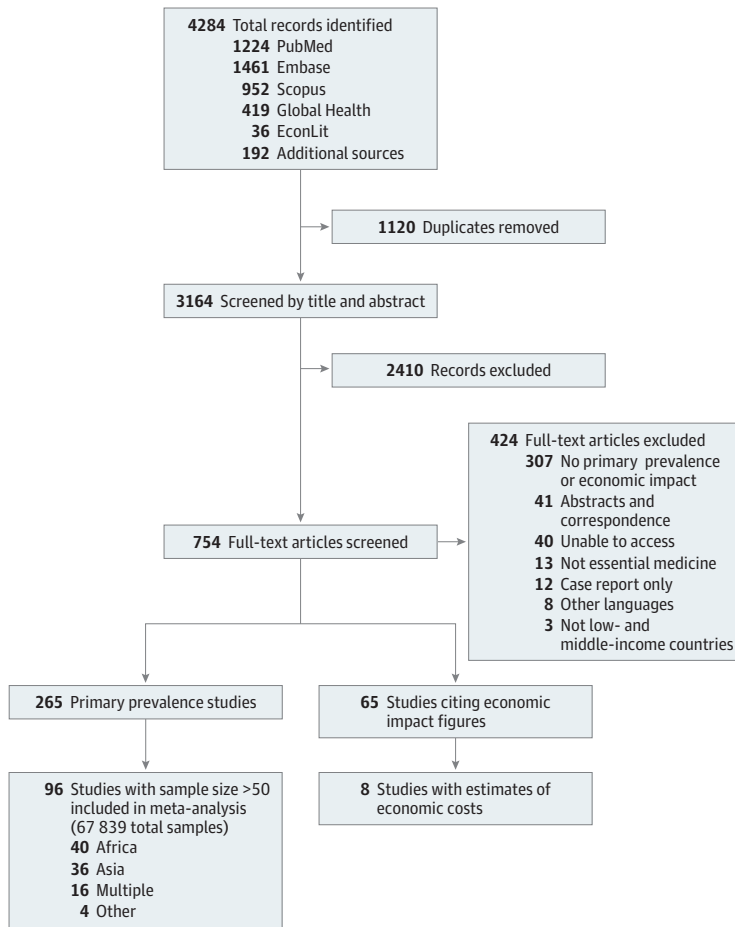 4284 Total records identified
1224 PubMed
1461 Embase
952 Scopus
419 Global Health
36 EconLit
192 Additional sources
1120 Duplicates removed
3164 Screened by title and abstract
2410 Records excluded
424 Full-text articles excluded
307 No primary prevalence
or economic impact
41 Abstracts and
correspondence
40 Unable to access
13 Not essential medicine
12 Case report only
8 Other languages
3 Not low- and
middle-income countries
754 Full-text articles screened
265 Primary prevalence studies
65 Studies citing economic
impact figures
96 Studies with sample size >50
included in meta-analysis
(67 839 total samples)
40 Africa
36 Asia
16 Multiple
4 Other
8 Studies with estimates of
economic costs